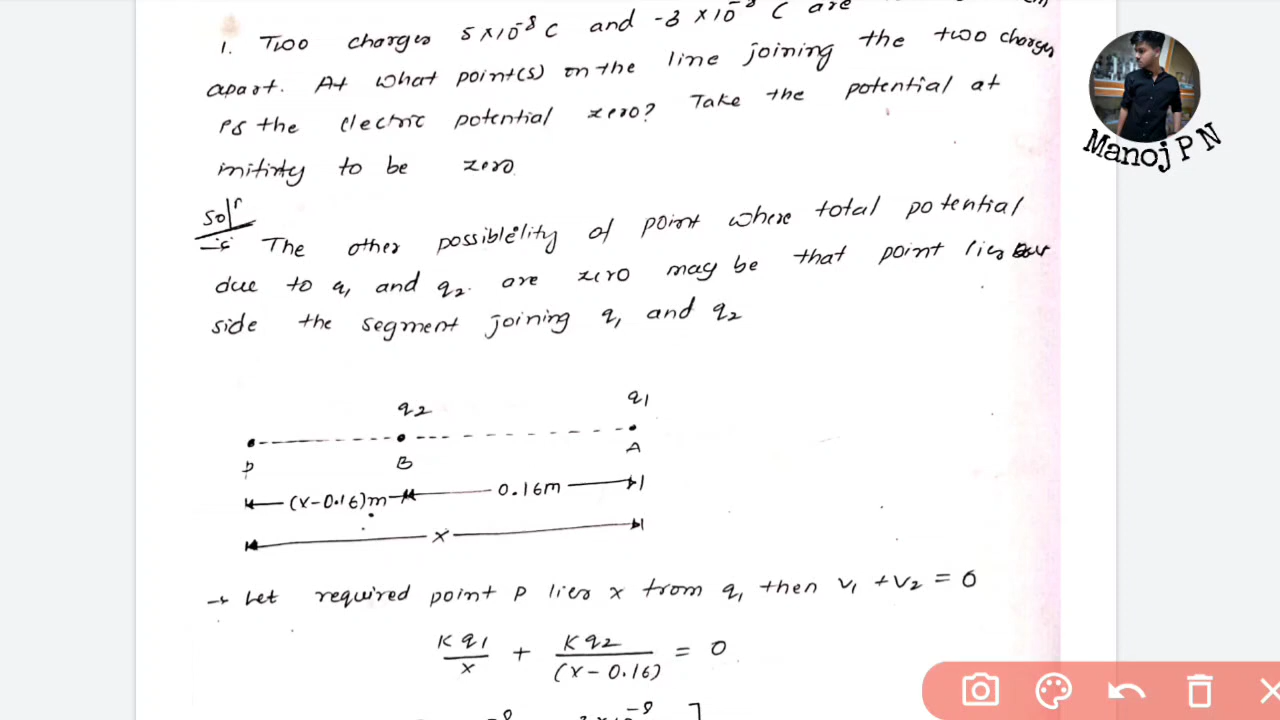 1. Two charges 5×10⁻⁸ C and -3 ×10⁻⁸ C are
apart. At what point(s) on the line joining the two charges
is the electric potential zero? Take the potential at
infinity to be zero.
Solⁿ
The other possiblelity of point where total potential
due to q₁ and q₂. are zero may be that point lies out
side the segment joining q₁ and q₂
q₂ q₁
P B A
(x-0.16)m 0.16m
x
→ Let required point P lies x from q₁ then V₁ + V₂ = 0
Kq₁/x + Kq₂/(x-0.16) = 0
Manoj P N